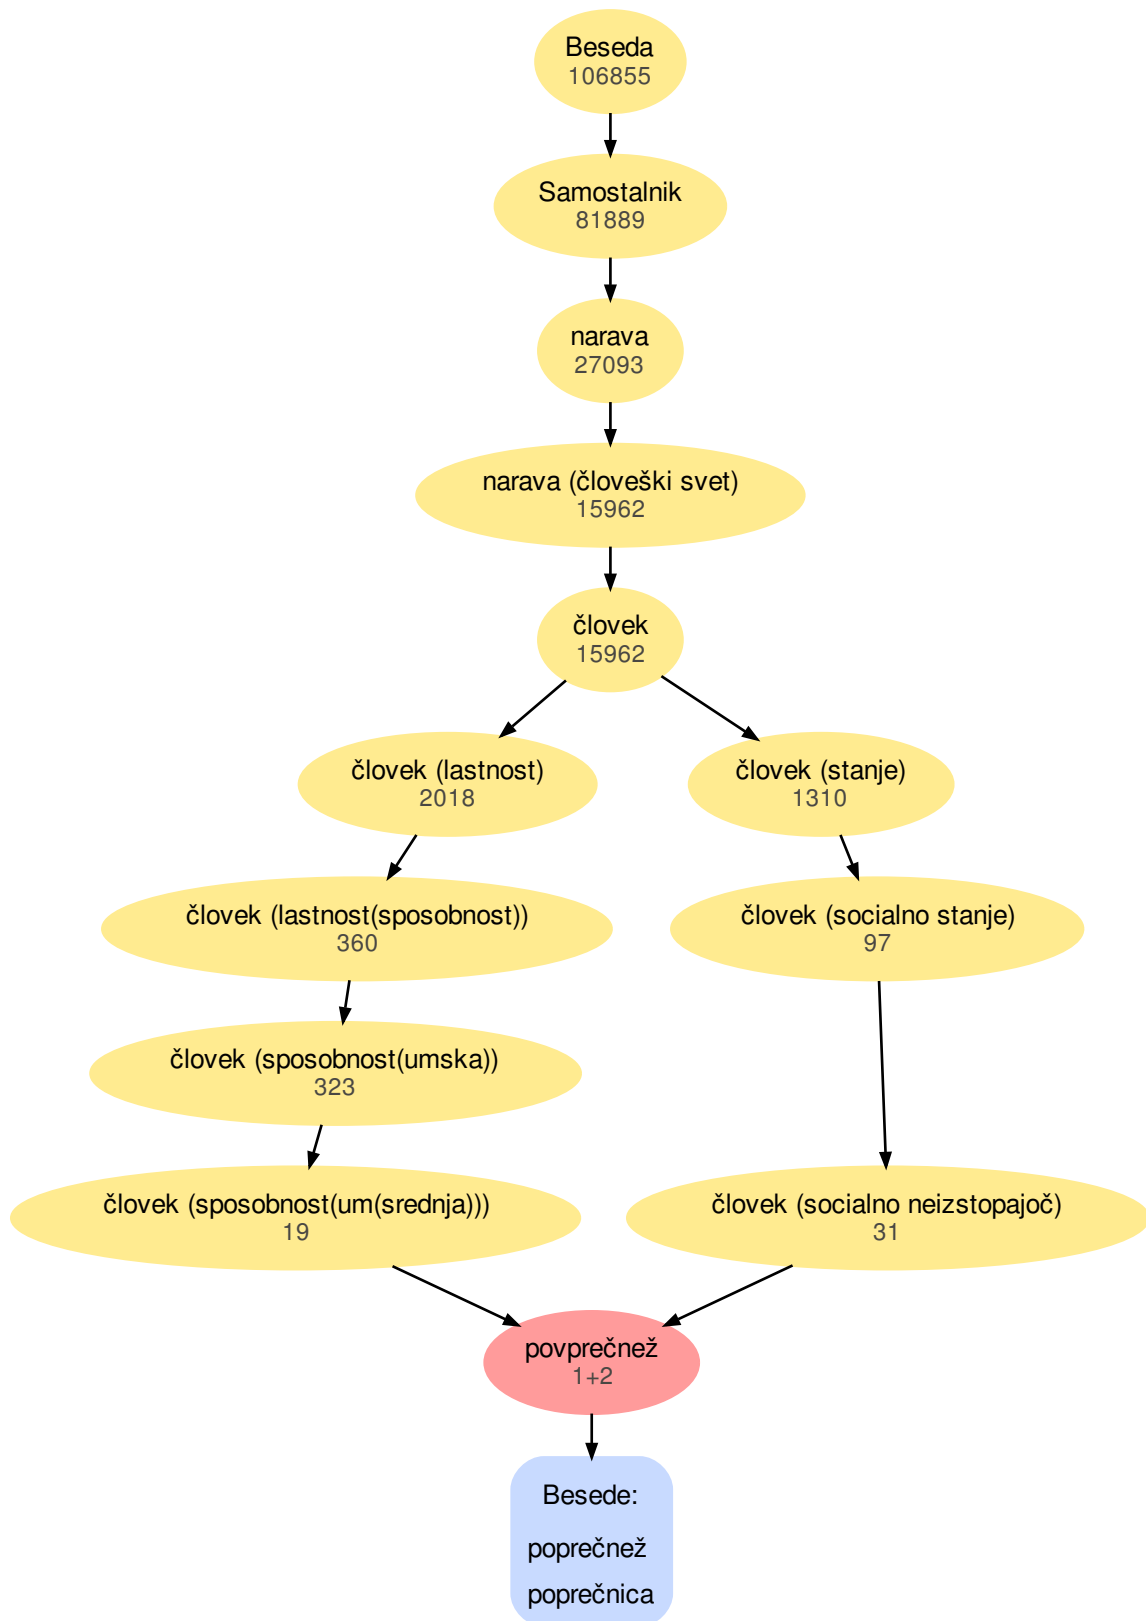 Beseda
106855
Samostalnik
81889
narava
27093
narava (človeški svet)
15962
človek
15962
človek (lastnost)
2018
človek (stanje)
1310
človek (lastnost(sposobnost))
360
človek (socialno stanje)
97
človek (sposobnost(umska))
323
človek (sposobnost(um(srednja)))
19
človek (socialno neizstopajoč)
31
povprečnež
1+2
Besede:
poprečnež
poprečnica